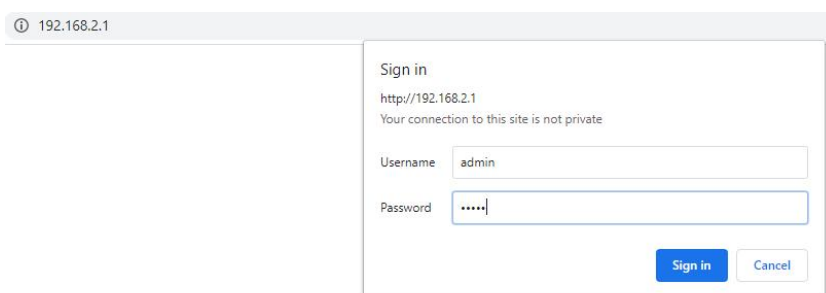 192.168.2.1
Sign in
http://192.168.2.1
Your connection to this site is not private
Username admin
Password •••••
Sign in Cancel